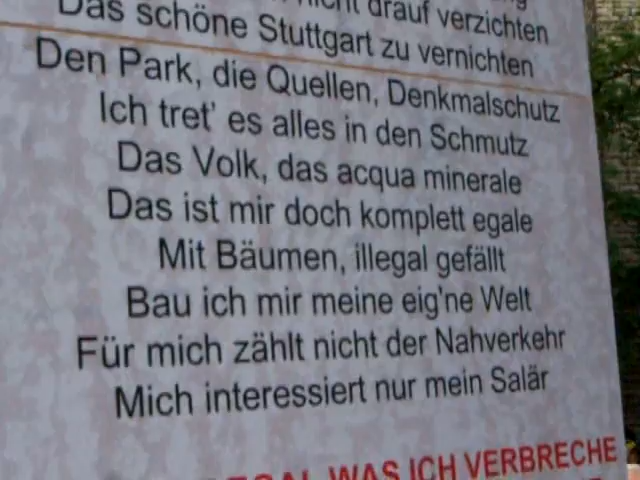 nicht drauf verzichten
Das schöne Stuttgart zu vernichten
Den Park, die Quellen, Denkmalschutz
Ich tret' es alles in den Schmutz
Das Volk, das acqua minerale
Das ist mir doch komplett egale
Mit Bäumen, illegal gefällt
Bau ich mir meine eig'ne Welt
Für mich zählt nicht der Nahverkehr
Mich interessiert nur mein Salär
WAS ICH VERBRECHE